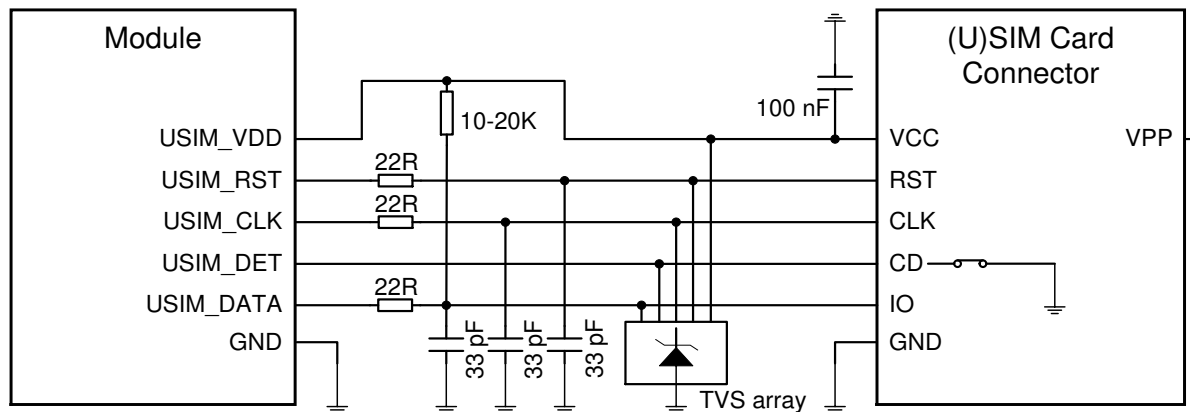 Module
(U)SIM Card
Connector
100 nF
10-20K
USIM_VDD
VCC
VPP
22R
USIM_RST
RST
22R
USIM_CLK
CLK
USIM_DET
CD
22R
USIM_DATA
IO
GND
33 pF
33 pF
33 pF
GND
TVS array